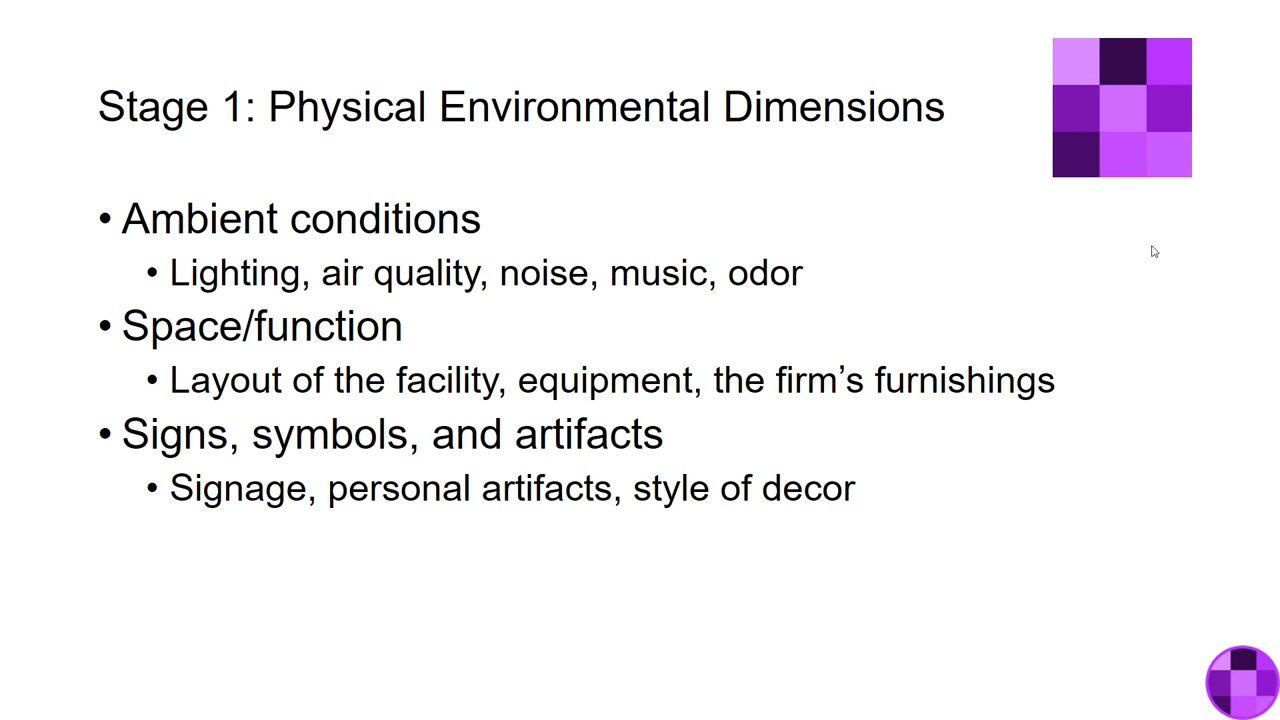 Stage 1: Physical Environmental Dimensions
• Ambient conditions
• Lighting, air quality, noise, music, odor
• Space/function
• Layout of the facility, equipment, the firm’s furnishings
• Signs, symbols, and artifacts
• Signage, personal artifacts, style of decor